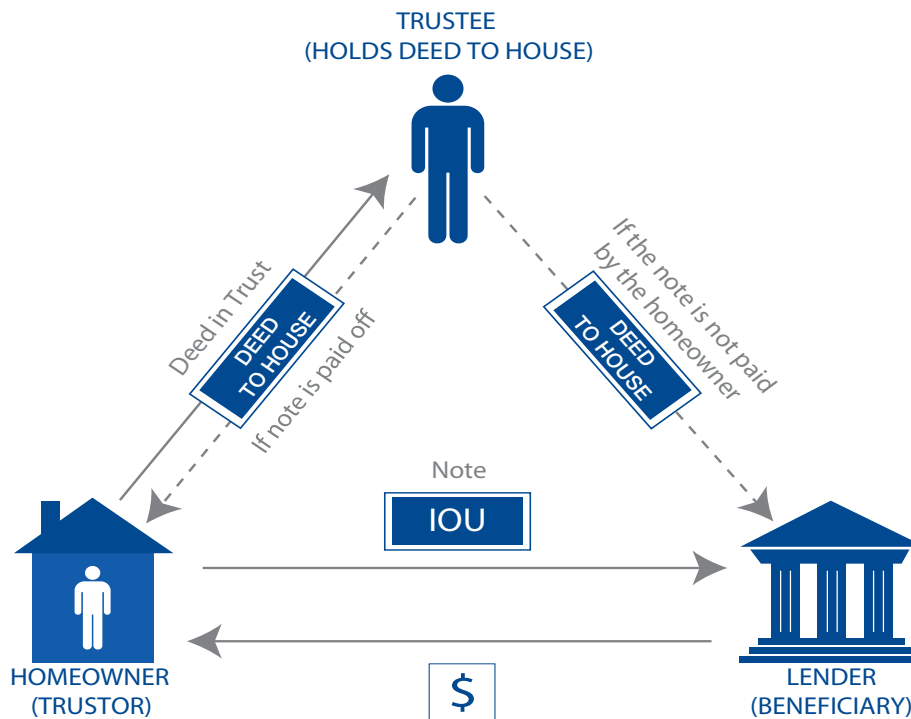 TRUSTEE
(HOLDS DEED TO HOUSE)
Deed in Trust
DEED
TO HOUSE
If note is paid off
If the note is not paid
by the homeowner
DEED
TO HOUSE
Note
IOU
HOMEOWNER
(TRUSTOR)
$
LENDER
(BENEFICIARY)